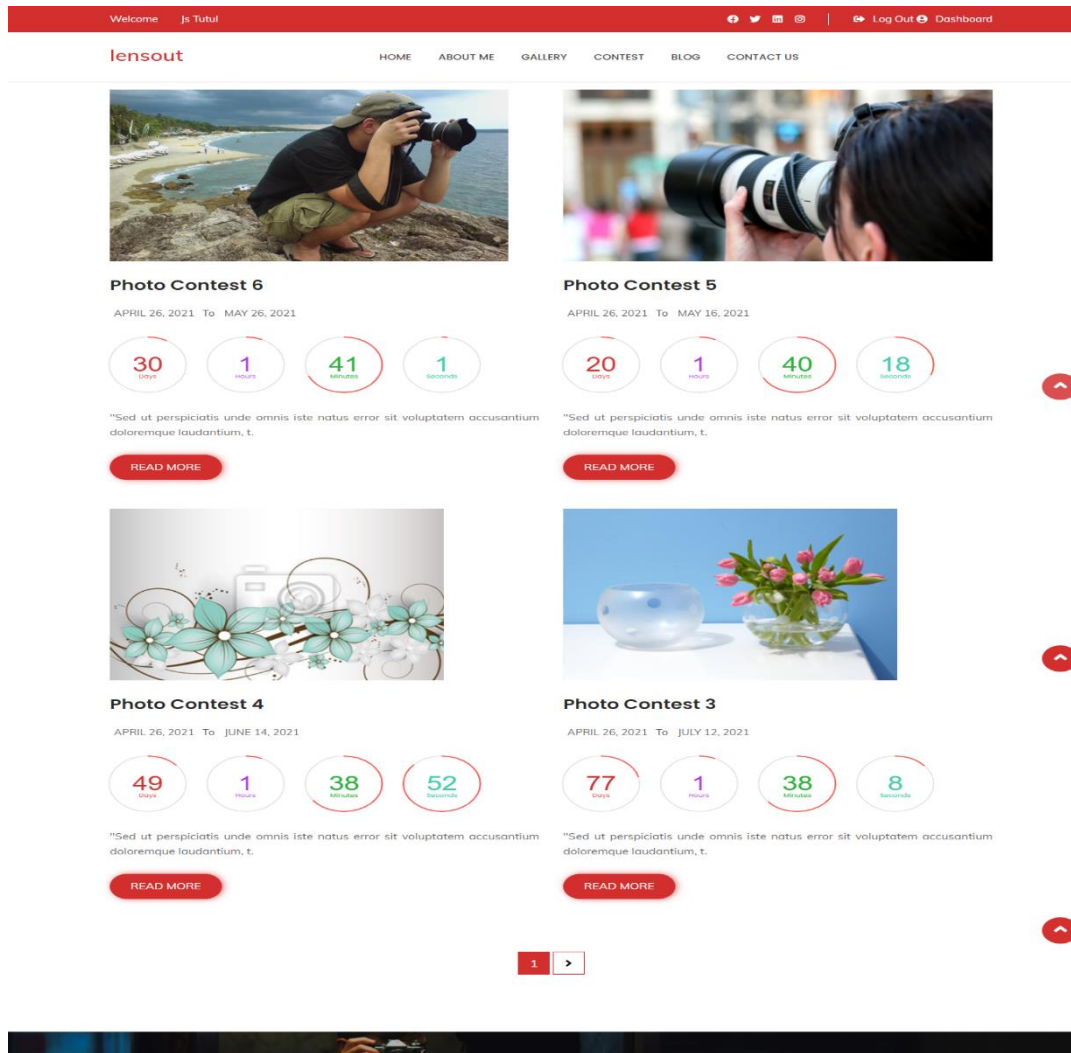 Welcome Js Tutul
Log Out Dashboard
lensout
HOME ABOUT ME GALLERY CONTEST BLOG CONTACT US
Photo Contest 6
APRIL 26, 2021 To MAY 26, 2021
30 1 41 1
Days Hours Minutes Seconds
"Sed ut perspiciatis unde omnis iste natus error sit voluptatem accusantium
doloremque laudantium, t.
READ MORE
Photo Contest 5
APRIL 26, 2021 To MAY 16, 2021
20 1 40 18
Days Hours Minutes Seconds
"Sed ut perspiciatis unde omnis iste natus error sit voluptatem accusantium
doloremque laudantium, t.
READ MORE
Photo Contest 4
APRIL 26, 2021 To JUNE 14, 2021
49 1 38 52
Days Hours Minutes Seconds
"Sed ut perspiciatis unde omnis iste natus error sit voluptatem accusantium
doloremque laudantium, t.
READ MORE
Photo Contest 3
APRIL 26, 2021 To JULY 12, 2021
77 1 38 8
Days Hours Minutes Seconds
"Sed ut perspiciatis unde omnis iste natus error sit voluptatem accusantium
doloremque laudantium, t.
READ MORE
1 >